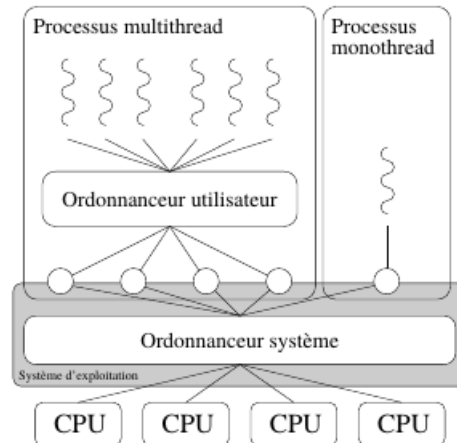 Processus multithread
Processus
monothread
Ordonnanceur utilisateur
Ordonnanceur système
Système d'exploitation
CPU CPU CPU CPU